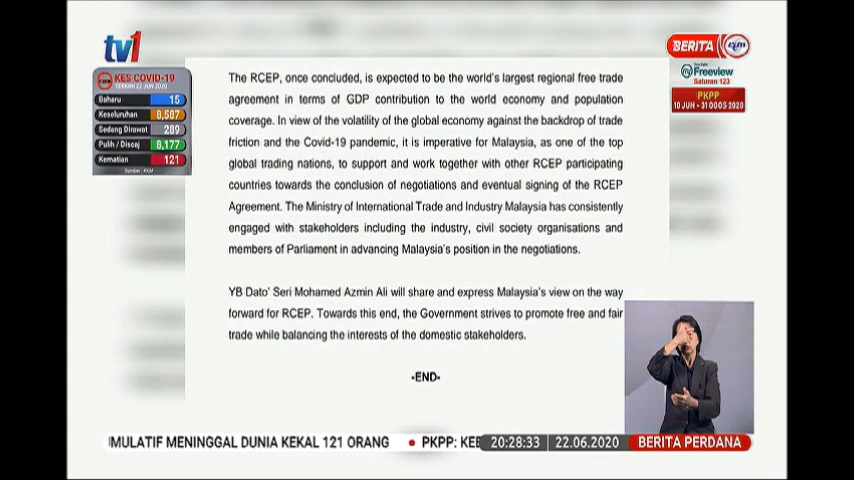 tv1
BERITA rtm
myFreeview
Saluran 123
PKPP
10 JUN - 31 OGOS 2020
KES COVID-19
TERKINI 22 JUN 2020
Baharu 15
Keseluruhan 8,587
Sedang Dirawat 289
Pulih / Discaj 8,177
Kematian 121
Sumber : KKM
The RCEP, once concluded, is expected to be the world's largest regional free trade
agreement in terms of GDP contribution to the world economy and population
coverage. In view of the volatility of the global economy against the backdrop of trade
friction and the Covid-19 pandemic, it is imperative for Malaysia, as one of the top
global trading nations, to support and work together with other RCEP participating
countries towards the conclusion of negotiations and eventual signing of the RCEP
Agreement. The Ministry of International Trade and Industry Malaysia has consistently
engaged with stakeholders including the industry, civil society organisations and
members of Parliament in advancing Malaysia's position in the negotiations.
YB Dato' Seri Mohamed Azmin Ali will share and express Malaysia's view on the way
forward for RCEP. Towards this end, the Government strives to promote free and fair
trade while balancing the interests of the domestic stakeholders.
-END-
MULATIF MENINGGAL DUNIA KEKAL 121 ORANG • PKPP: KEB 20:28:33 22.06.2020 BERITA PERDANA